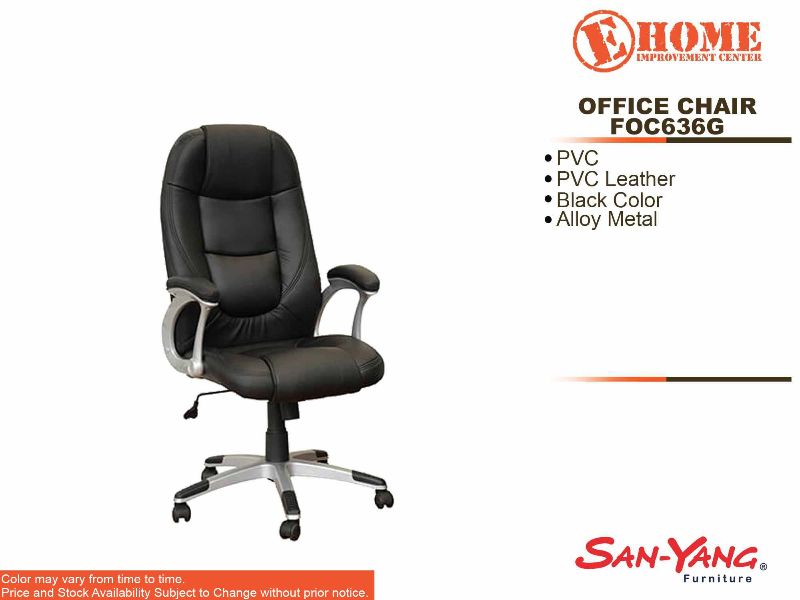 E HOME
IMPROVEMENT CENTER
OFFICE CHAIR
FOC636G
• PVC
• PVC Leather
• Black Color
• Alloy Metal
SAN-YANG®
Furniture
Color may vary from time to time.
Price and Stock Availability Subject to Change without prior notice.